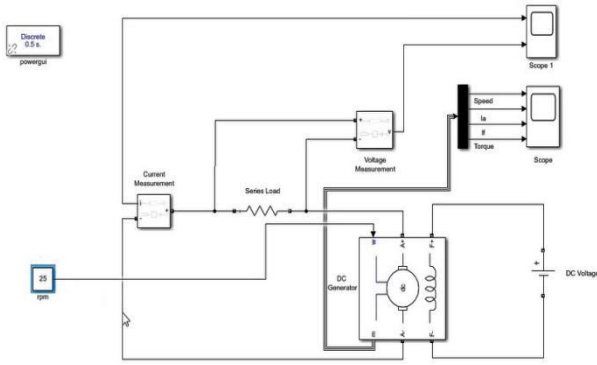 Discrete
0.5 s.
powergui
Scope 1
Speed
Ia
If
Torque
Scope
+
-
v
Voltage
Measurement
Current
Measurement
i
+
-
Series Load
25
rpm
DC
Generator
w
A+
F+
dc
m
A-
F-
+
DC Voltage